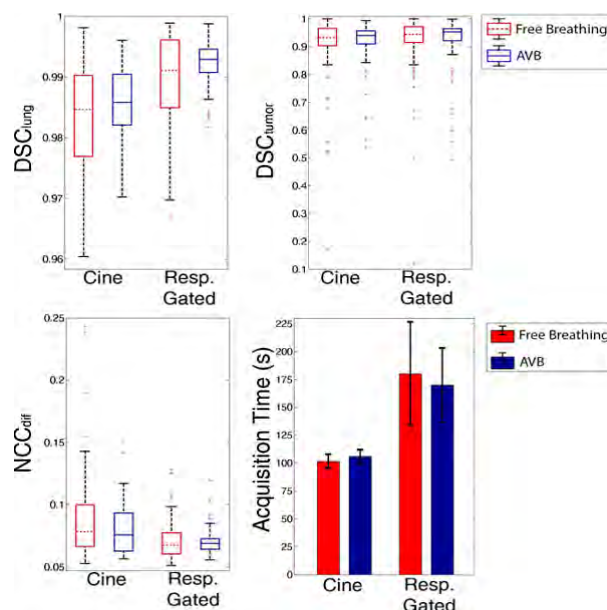 1
0.99
0.98
0.97
0.96
DSClung
Cine
Resp.
Gated
1
0.9
0.8
0.7
0.6
0.5
0.4
0.3
0.2
0.1
DSCtumor
Cine
Resp.
Gated
Free Breathing
AVB
0.25
0.2
0.15
0.1
0.05
NCCdif
Cine
Resp.
Gated
225
200
175
150
125
100
75
50
25
0
Acquisition Time (s)
Cine
Resp.
Gated
Free Breathing
AVB